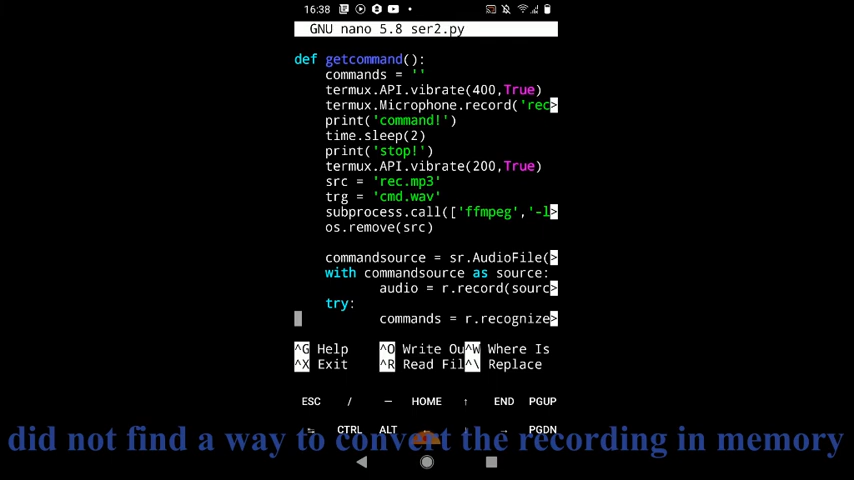 16:38
GNU nano 5.8 ser2.py
def getcommand():
commands = ''
termux.API.vibrate(400,True)
termux.Microphone.record('rec>
print('command!')
time.sleep(2)
print('stop!')
termux.API.vibrate(200,True)
src = 'rec.mp3'
trg = 'cmd.wav'
subprocess.call(['ffmpeg','-l>
os.remove(src)
commandsource = sr.AudioFile(>
with commandsource as source:
audio = r.record(sourc>
try:
commands = r.recognize>
^G Help ^O Write Ou^W Where Is
^X Exit ^R Read Fil^\ Replace
ESC / — HOME ↑ END PGUP
CTRL ALT ← ↓ → PGDN
did not find a way to convert the recording in memory